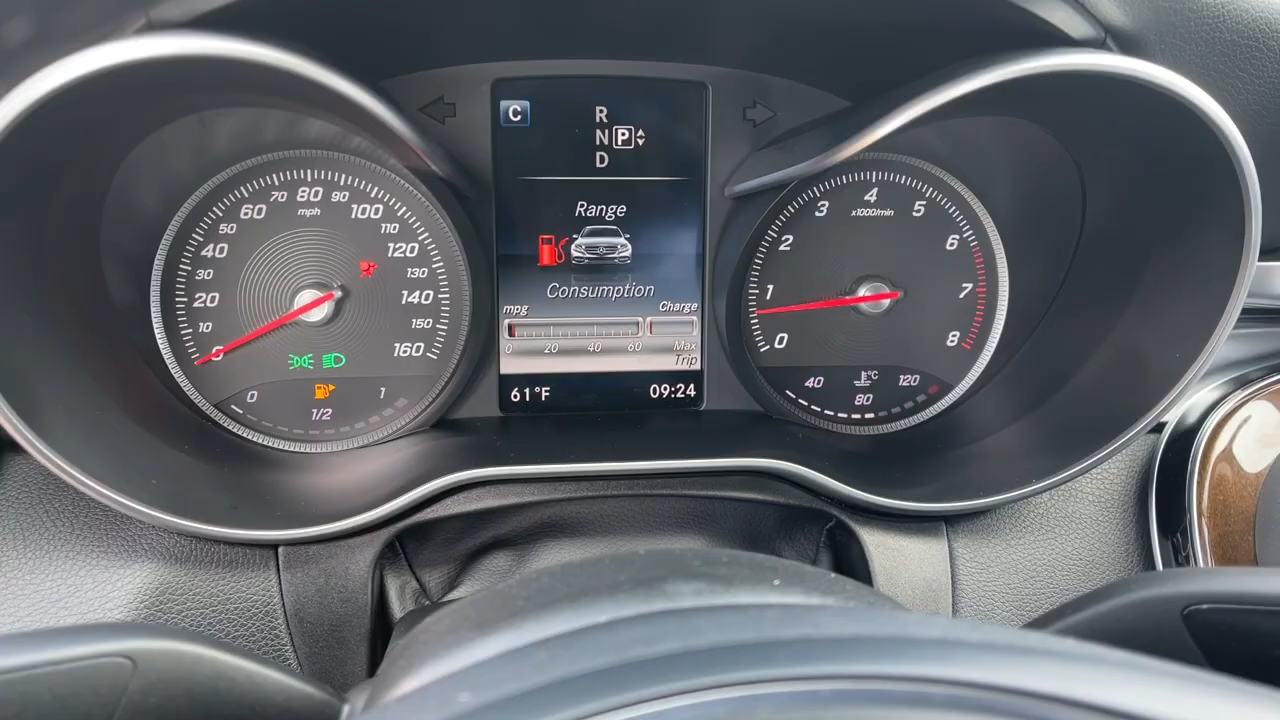 C
R
N P
D
Range
Consumption
mpg Charge
0 20 40 60 Max
Trip
61°F 09:24
0 10 20 30 40 50 60 70 80 90 100 110 120 130 140 150 160
mph
0 1/2 1
0 1 2 3 4 5 6 7 8
x1000/min
40 80 120
°C